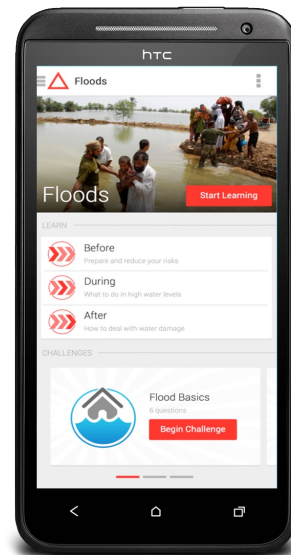 hTC
Floods
Floods
Start Learning
LEARN
Before
Prepare and reduce your risks
During
What to do in high water levels
After
How to deal with water damage
CHALLENGES
Flood Basics
6 questions
Begin Challenge